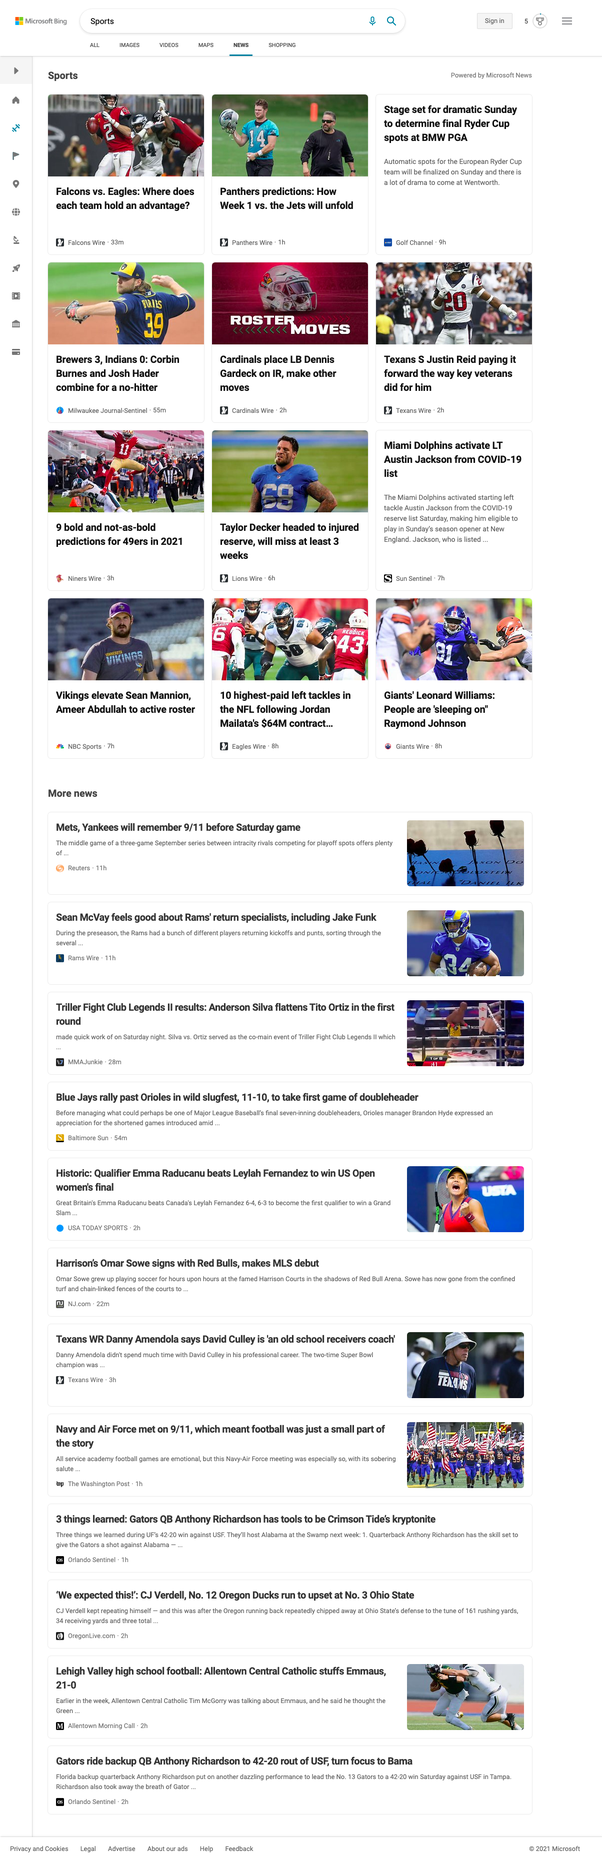 Microsoft Bing
Sports
Sign in
5
ALL IMAGES VIDEOS MAPS NEWS SHOPPING
Sports
Powered by Microsoft News
Falcons vs. Eagles: Where does
each team hold an advantage?
Falcons Wire · 33m
Panthers predictions: How
Week 1 vs. the Jets will unfold
Panthers Wire · 1h
Stage set for dramatic Sunday
to determine final Ryder Cup
spots at BMW PGA
Automatic spots for the European Ryder Cup
team will be finalized on Sunday and there is
a lot of drama to come at Wentworth.
Golf Channel · 9h
39
Brewers 3, Indians 0: Corbin
Burnes and Josh Hader
combine for a no-hitter
Milwaukee Journal-Sentinel · 55m
ROSTER
MOVES
Cardinals place LB Dennis
Gardeck on IR, make other
moves
Cardinals Wire · 2h
20
Texans S Justin Reid paying it
forward the way key veterans
did for him
Texans Wire · 2h
11
9 bold and not-as-bold
predictions for 49ers in 2021
Niners Wire · 3h
68
Taylor Decker headed to injured
reserve, will miss at least 3
weeks
Lions Wire · 6h
Miami Dolphins activate LT
Austin Jackson from COVID-19
list
The Miami Dolphins activated starting left
tackle Austin Jackson from the COVID-19
reserve list Saturday, making him eligible to
play in Sunday's season opener at New
England. Jackson, who is listed ...
Sun Sentinel · 7h
VIKINGS
Vikings elevate Sean Mannion,
Ameer Abdullah to active roster
NBC Sports · 7h
43
10 highest-paid left tackles in
the NFL following Jordan
Mailata's $64M contract…
Eagles Wire · 8h
91
Giants' Leonard Williams:
People are 'sleeping on"
Raymond Johnson
Giants Wire · 8h
More news
Mets, Yankees will remember 9/11 before Saturday game
The middle game of a three-game September series between intracity rivals competing for playoff spots offers plenty
of ...
Reuters · 11h
Sean McVay feels good about Rams' return specialists, including Jake Funk
During the preseason, the Rams had a bunch of different players returning kickoffs and punts, sorting through the
several ...
Rams Wire · 11h
34
Triller Fight Club Legends II results: Anderson Silva flattens Tito Ortiz in the first
round
made quick work of on Saturday night. Silva vs. Ortiz served as the co-main event of Triller Fight Club Legends II which
...
MMAJunkie · 28m
Blue Jays rally past Orioles in wild slugfest, 11-10, to take first game of doubleheader
Before managing what could perhaps be one of Major League Baseball's final seven-inning doubleheaders, Orioles manager Brandon Hyde expressed an
appreciation for the shortened games introduced amid ...
Baltimore Sun · 54m
Historic: Qualifier Emma Raducanu beats Leylah Fernandez to win US Open
women's final
Great Britain's Emma Raducanu beats Canada's Leylah Fernandez 6-4, 6-3 to become the first qualifier to win a Grand
Slam ...
USA TODAY SPORTS · 2h
Harrison's Omar Sowe signs with Red Bulls, makes MLS debut
Omar Sowe grew up playing soccer for hours upon hours at the famed Harrison Courts in the shadows of Red Bull Arena. Sowe has now gone from the confined
turf and chain-linked fences of the courts to ...
NJ.com · 22m
Texans WR Danny Amendola says David Culley is 'an old school receivers coach'
Danny Amendola didn't spend much time with David Culley in his professional career. The two-time Super Bowl
champion was ...
Texans Wire · 3h
TEXANS
Navy and Air Force met on 9/11, which meant football was just a small part of
the story
All service academy football games are emotional, but this Navy-Air Force meeting was especially so, with its sobering
salute ...
The Washington Post · 1h
3 things learned: Gators QB Anthony Richardson has tools to be Crimson Tide's kryptonite
Three things we learned during UF's 42-20 win against USF. They'll host Alabama at the Swamp next week: 1. Quarterback Anthony Richardson has the skill set to
give the Gators a shot against Alabama — ...
Orlando Sentinel · 1h
'We expected this!': CJ Verdell, No. 12 Oregon Ducks run to upset at No. 3 Ohio State
CJ Verdell kept repeating himself — and this was after the Oregon running back repeatedly chipped away at Ohio State's defense to the tune of 161 rushing yards,
34 receiving yards and three total ...
OregonLive.com · 2h
Lehigh Valley high school football: Allentown Central Catholic stuffs Emmaus,
21-0
Earlier in the week, Allentown Central Catholic Tim McGorry was talking about Emmaus, and he said he thought the
Green ...
Allentown Morning Call · 2h
Gators ride backup QB Anthony Richardson to 42-20 rout of USF, turn focus to Bama
Florida backup quarterback Anthony Richardson put on another dazzling performance to lead the No. 13 Gators to a 42-20 win Saturday against USF in Tampa.
Richardson also took away the breath of Gator ...
Orlando Sentinel · 2h
Privacy and Cookies Legal Advertise About our ads Help Feedback
© 2021 Microsoft